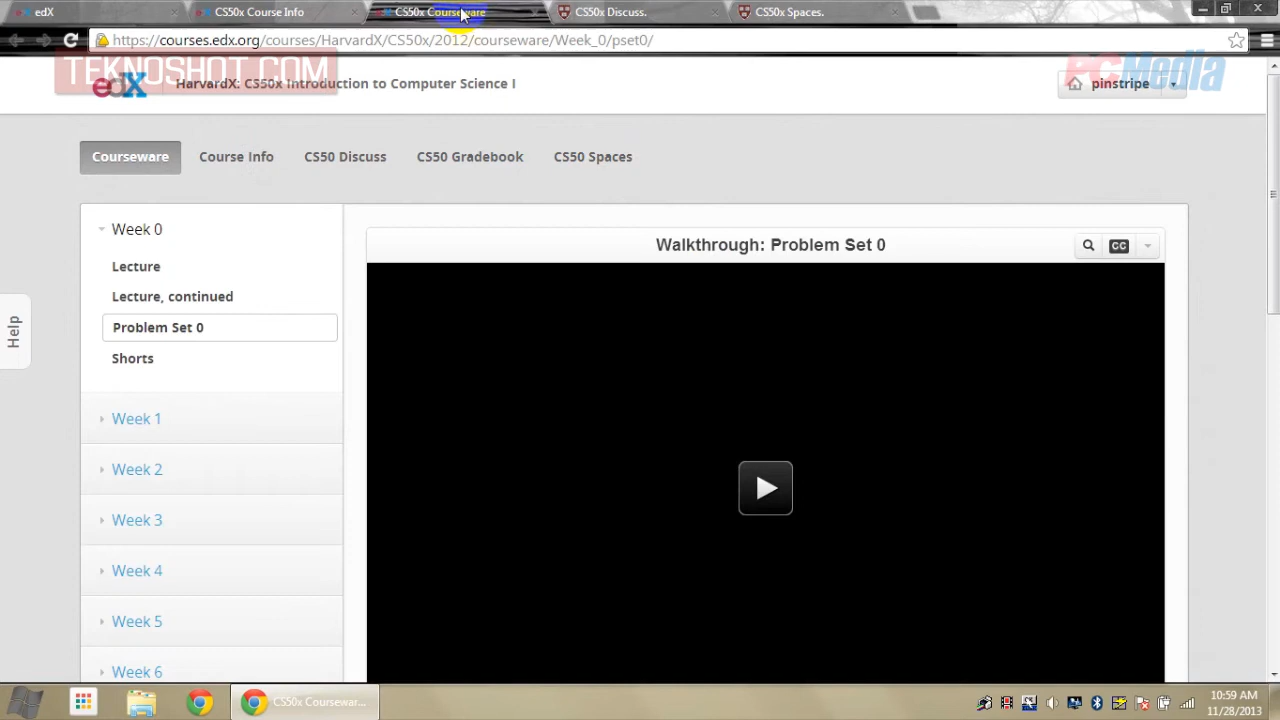 edX
CS50x Course Info
CS50x Courseware
CS50x Discuss.
CS50x Spaces.
https://courses.edx.org/courses/HarvardX/CS50x/2012/courseware/Week_0/pset0/
TEKNOSHOT.COM
PCMedia
edX
HarvardX: CS50x Introduction to Computer Science I
pinstripe
Courseware
Course Info
CS50 Discuss
CS50 Gradebook
CS50 Spaces
Week 0
Lecture
Lecture, continued
Problem Set 0
Shorts
Week 1
Week 2
Week 3
Week 4
Week 5
Week 6
Walkthrough: Problem Set 0
CC
Help
CS50x Coursewar...
10:59 AM
11/28/2013